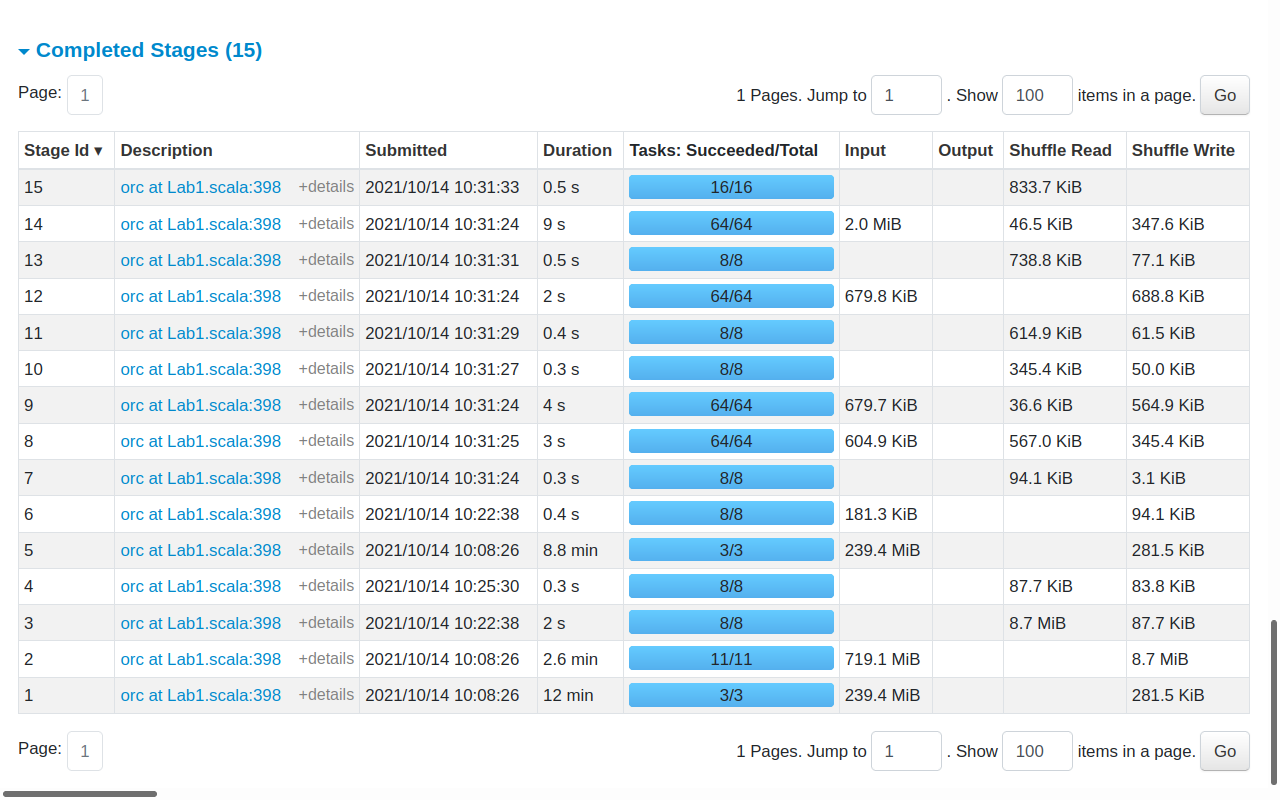 Completed Stages (15)
Page: 1 1 Pages. Jump to 1 . Show 100 items in a page. Go
Stage Id ▾ Description Submitted Duration Tasks: Succeeded/Total Input Output Shuffle Read Shuffle Write
15 orc at Lab1.scala:398 +details 2021/10/14 10:31:33 0.5 s 16/16 833.7 KiB
14 orc at Lab1.scala:398 +details 2021/10/14 10:31:24 9 s 64/64 2.0 MiB 46.5 KiB 347.6 KiB
13 orc at Lab1.scala:398 +details 2021/10/14 10:31:31 0.5 s 8/8 738.8 KiB 77.1 KiB
12 orc at Lab1.scala:398 +details 2021/10/14 10:31:24 2 s 64/64 679.8 KiB 688.8 KiB
11 orc at Lab1.scala:398 +details 2021/10/14 10:31:29 0.4 s 8/8 614.9 KiB 61.5 KiB
10 orc at Lab1.scala:398 +details 2021/10/14 10:31:27 0.3 s 8/8 345.4 KiB 50.0 KiB
9 orc at Lab1.scala:398 +details 2021/10/14 10:31:24 4 s 64/64 679.7 KiB 36.6 KiB 564.9 KiB
8 orc at Lab1.scala:398 +details 2021/10/14 10:31:25 3 s 64/64 604.9 KiB 567.0 KiB 345.4 KiB
7 orc at Lab1.scala:398 +details 2021/10/14 10:31:24 0.3 s 8/8 94.1 KiB 3.1 KiB
6 orc at Lab1.scala:398 +details 2021/10/14 10:22:38 0.4 s 8/8 181.3 KiB 94.1 KiB
5 orc at Lab1.scala:398 +details 2021/10/14 10:08:26 8.8 min 3/3 239.4 MiB 281.5 KiB
4 orc at Lab1.scala:398 +details 2021/10/14 10:25:30 0.3 s 8/8 87.7 KiB 83.8 KiB
3 orc at Lab1.scala:398 +details 2021/10/14 10:22:38 2 s 8/8 8.7 MiB 87.7 KiB
2 orc at Lab1.scala:398 +details 2021/10/14 10:08:26 2.6 min 11/11 719.1 MiB 8.7 MiB
1 orc at Lab1.scala:398 +details 2021/10/14 10:08:26 12 min 3/3 239.4 MiB 281.5 KiB
Page: 1 1 Pages. Jump to 1 . Show 100 items in a page. Go